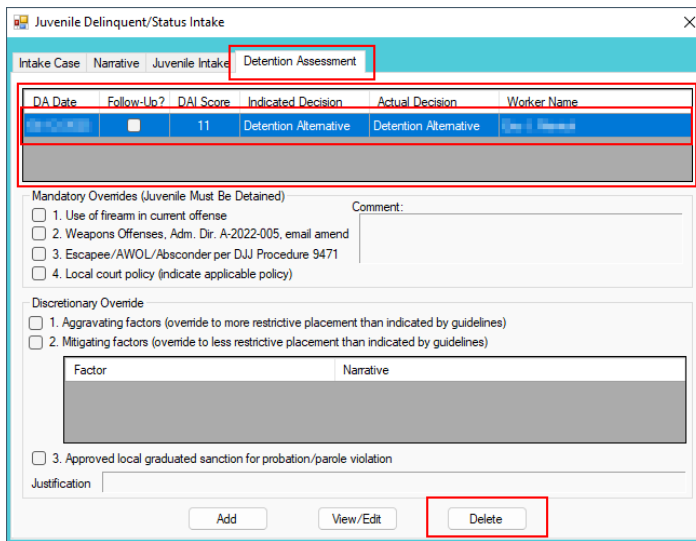 Juvenile Delinquent/Status Intake
Intake Case Narrative Juvenile Intake Detention Assessment
DA Date Follow-Up? DAI Score Indicated Decision Actual Decision Worker Name
11 Detention Alternative Detention Alternative
Mandatory Overrides (Juvenile Must Be Detained)
Comment:
1. Use of firearm in current offense
2. Weapons Offenses, Adm. Dir. A-2022-005, email amend
3. Escapee/AWOL/Absconder per DJJ Procedure 9471
4. Local court policy (indicate applicable policy)
Discretionary Override
1. Aggravating factors (override to more restrictive placement than indicated by guidelines)
2. Mitigating factors (override to less restrictive placement than indicated by guidelines)
Factor Narrative
3. Approved local graduated sanction for probation/parole violation
Justification
Add View/Edit Delete